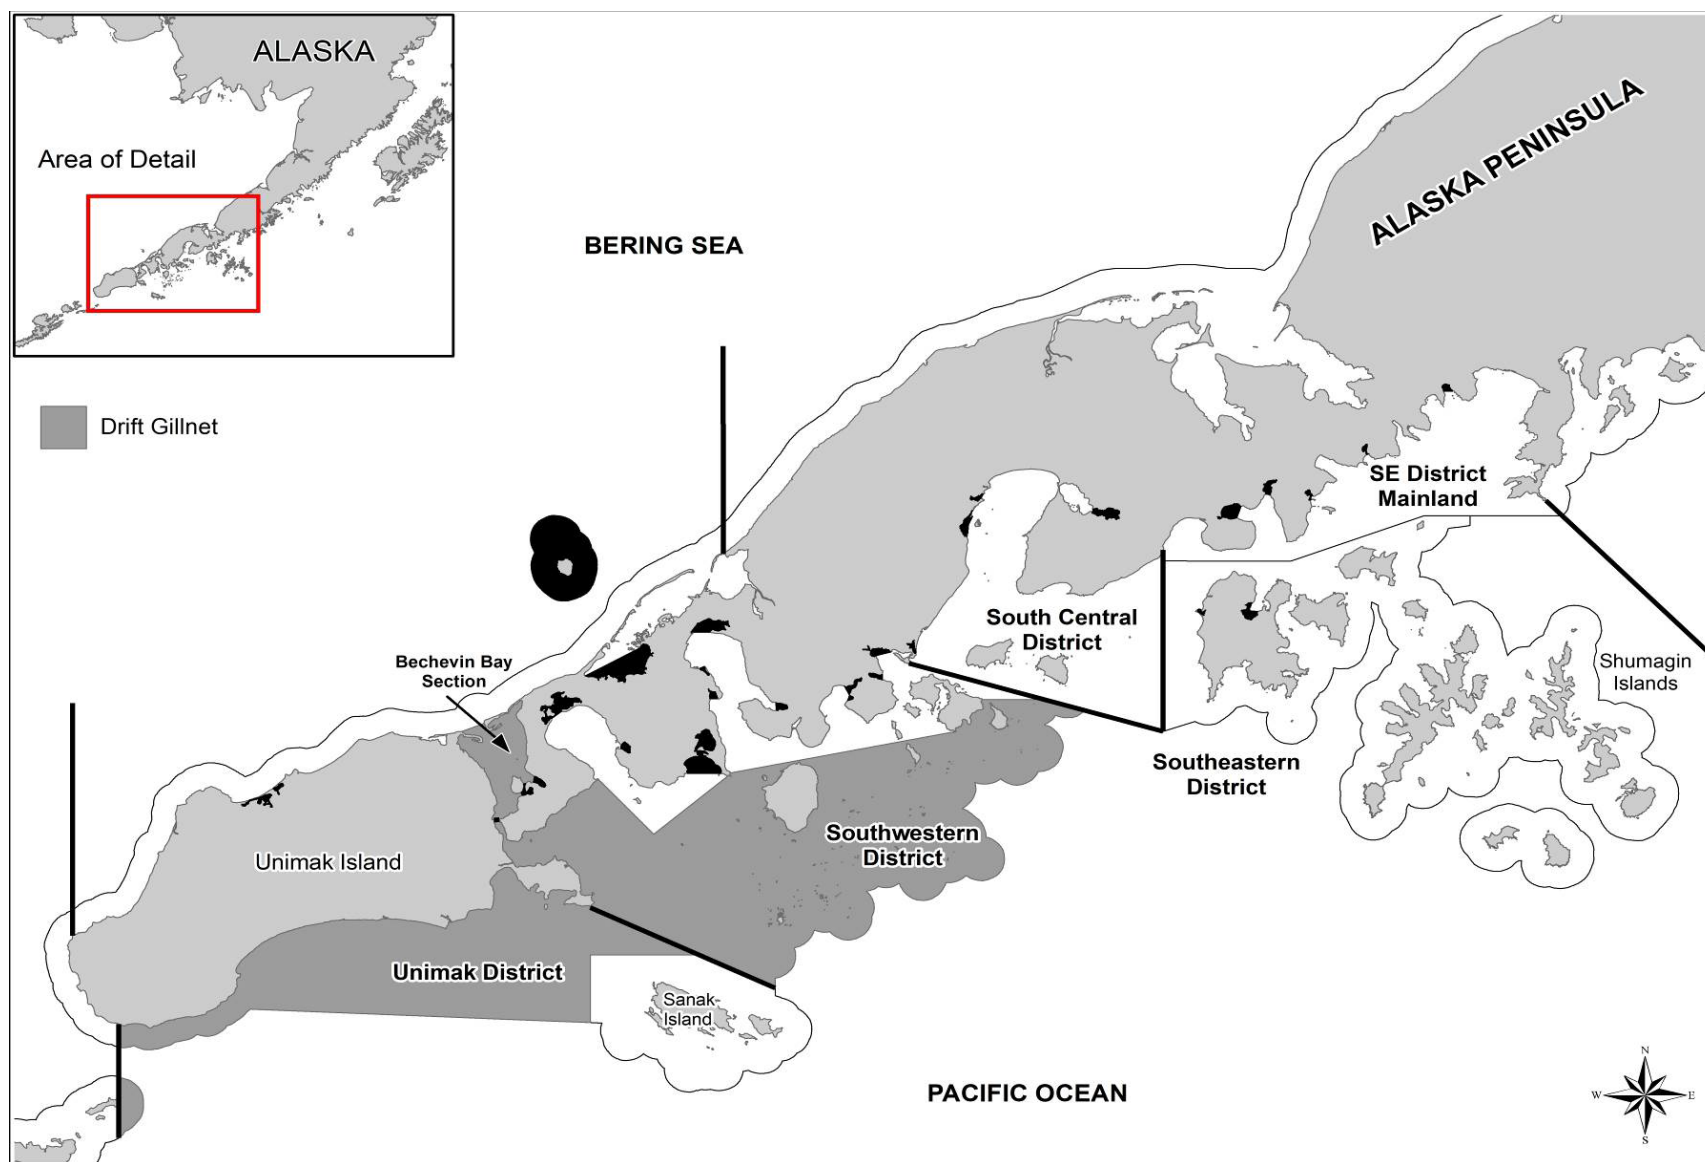 ALASKA
Area of Detail
ALASKA PENINSULA
BERING SEA
Drift Gillnet
SE District
Mainland
South Central
District
Bechevin Bay
Section
Shumagin
Islands
Southeastern
District
Southwestern
District
Unimak Island
Unimak District
Sanak
Island
PACIFIC OCEAN
N
W
E
S